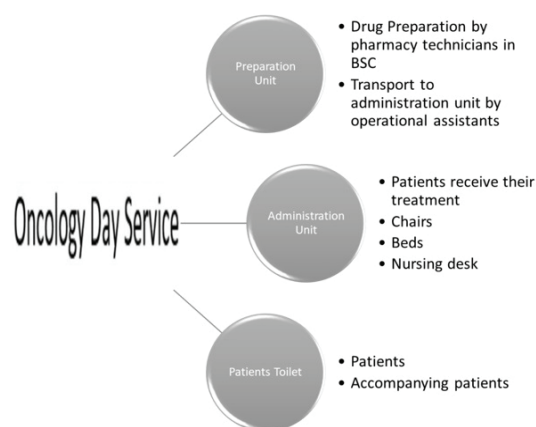 Oncology Day Service
Preparation
Unit
• Drug Preparation by
pharmacy technicians in
BSC
• Transport to
administration unit by
operational assistants
Administration
Unit
• Patients receive their
treatment
• Chairs
• Beds
• Nursing desk
Patients Toilet
• Patients
• Accompanying patients